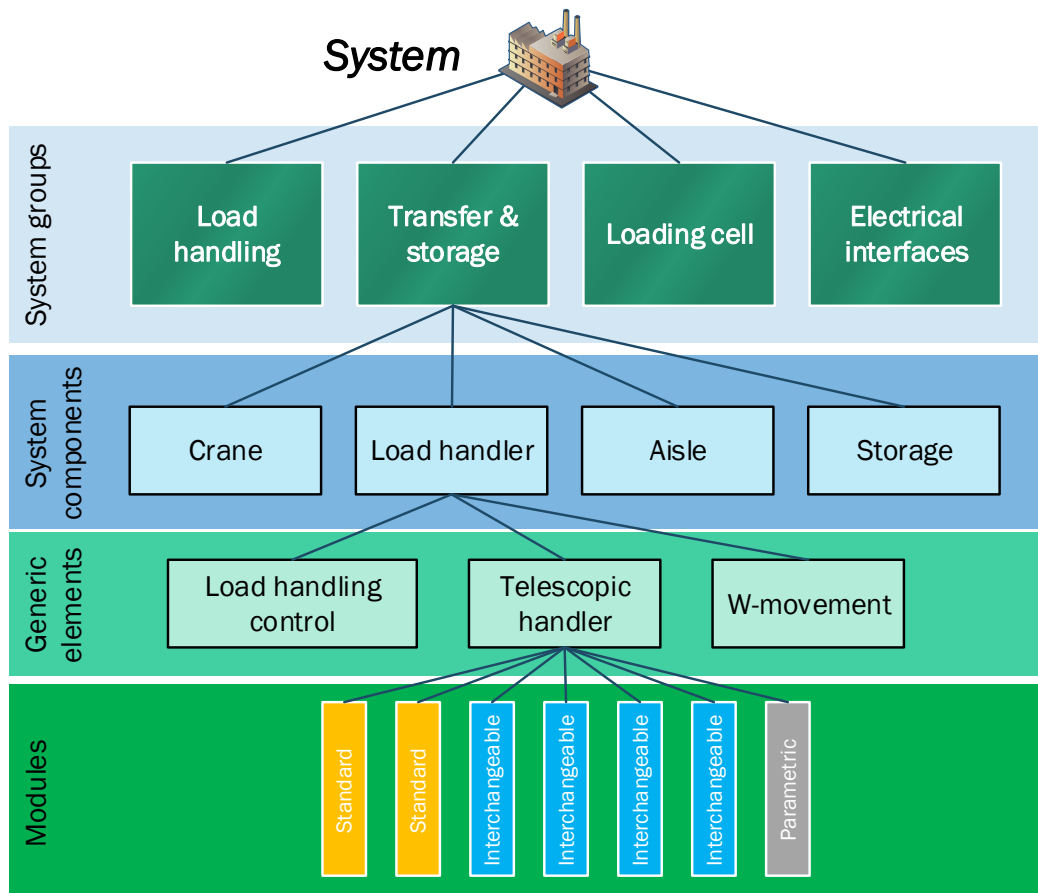 System
System groups
Load
handling
Transfer &
storage
Loading cell
Electrical
interfaces
System
components
Crane
Load handler
Aisle
Storage
Generic
elements
Load handling
control
Telescopic
handler
W-movement
Modules
Standard
Standard
Interchangeable
Interchangeable
Interchangeable
Interchangeable
Parametric